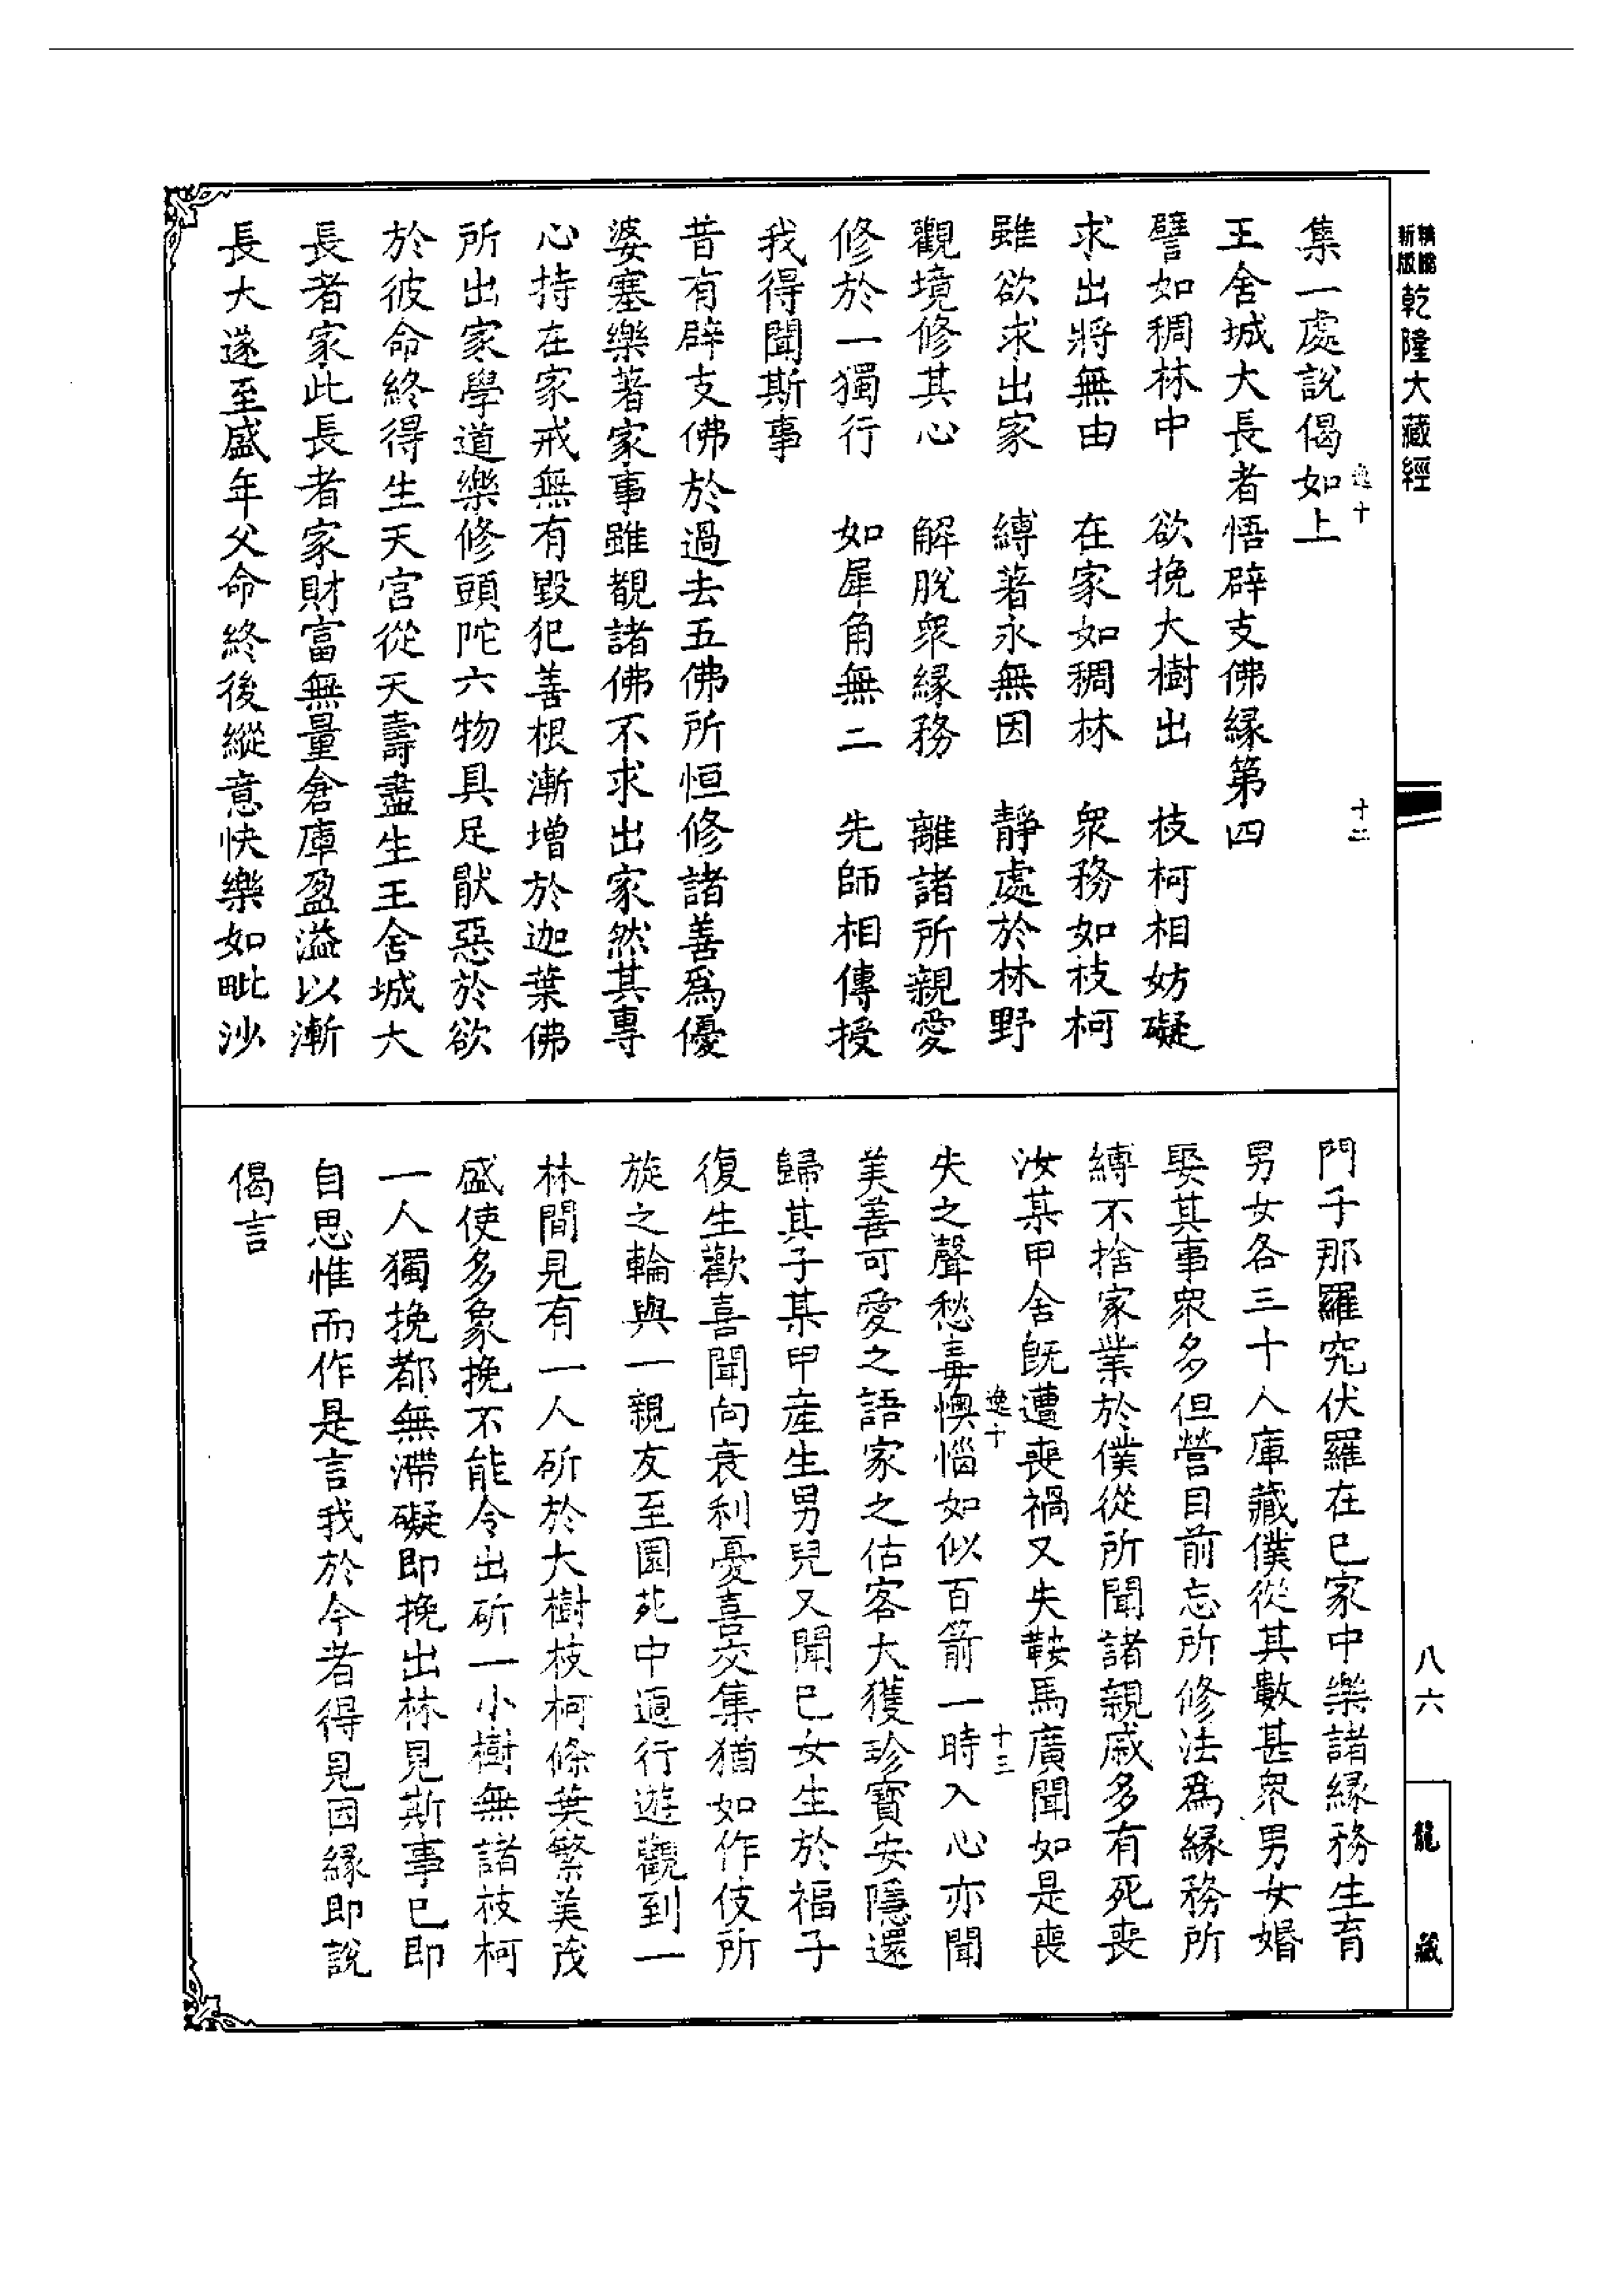 新版精縮乾隆大藏經
逸十
十二
集一處說偈如上
王舍城大長者悟辟支佛緣第四
譬如稠林中　欲挽大樹出　枝柯相妨礙
求出將無由　在家如稠林　衆務如枝柯
雖欲求出家　縛著永無因　靜處於林野
觀境修其心　解脫衆緣務　離諸所親愛
修於一獨行　如犀角無二　先師相傳授
我得聞斯事
昔有辟支佛於過去五佛所恒修諸善爲優
婆塞樂著家事雖覩諸佛不求出家然其專
心持在家戒無有毀犯善根漸增於迦葉佛
所出家學道樂修頭陀六物具足猒惡於欲
於彼命終得生天宮從天壽盡生王舍城大
長者家此長者家財富無量倉庫盈溢以漸
長大遂至盛年父命終後縱意快樂如毗沙
門千那羅究伏羅在已家中樂諸緣務生育
男女各三十人庫藏僕從其數甚衆男女婚
娶其事衆多但營目前忘所修法爲緣務所
縛不捨家業於僕從所聞諸親戚多有死喪
汝某甲舍旣遭喪禍又失鞍馬廣聞如是喪
逸十
十三
失之聲愁毒懊惱如似百箭一時入心亦聞
美善可愛之語家之估客大獲珍寶安隱還
歸其子某甲產生男兒又聞已女生於福子
復生歡喜聞向衰利憂喜交集猶如作伎所
旋之輪與一親友至園苑中遊行遊觀到一
林間見有一人斫於大樹枝柯條葉繁美茂
盛使多象挽不能令出斫一小樹無諸枝柯
一人獨挽都無滯礙即挽出林見斯事已即
自思惟而作是言我於今者得見因緣即說
偈言
八六
龍藏